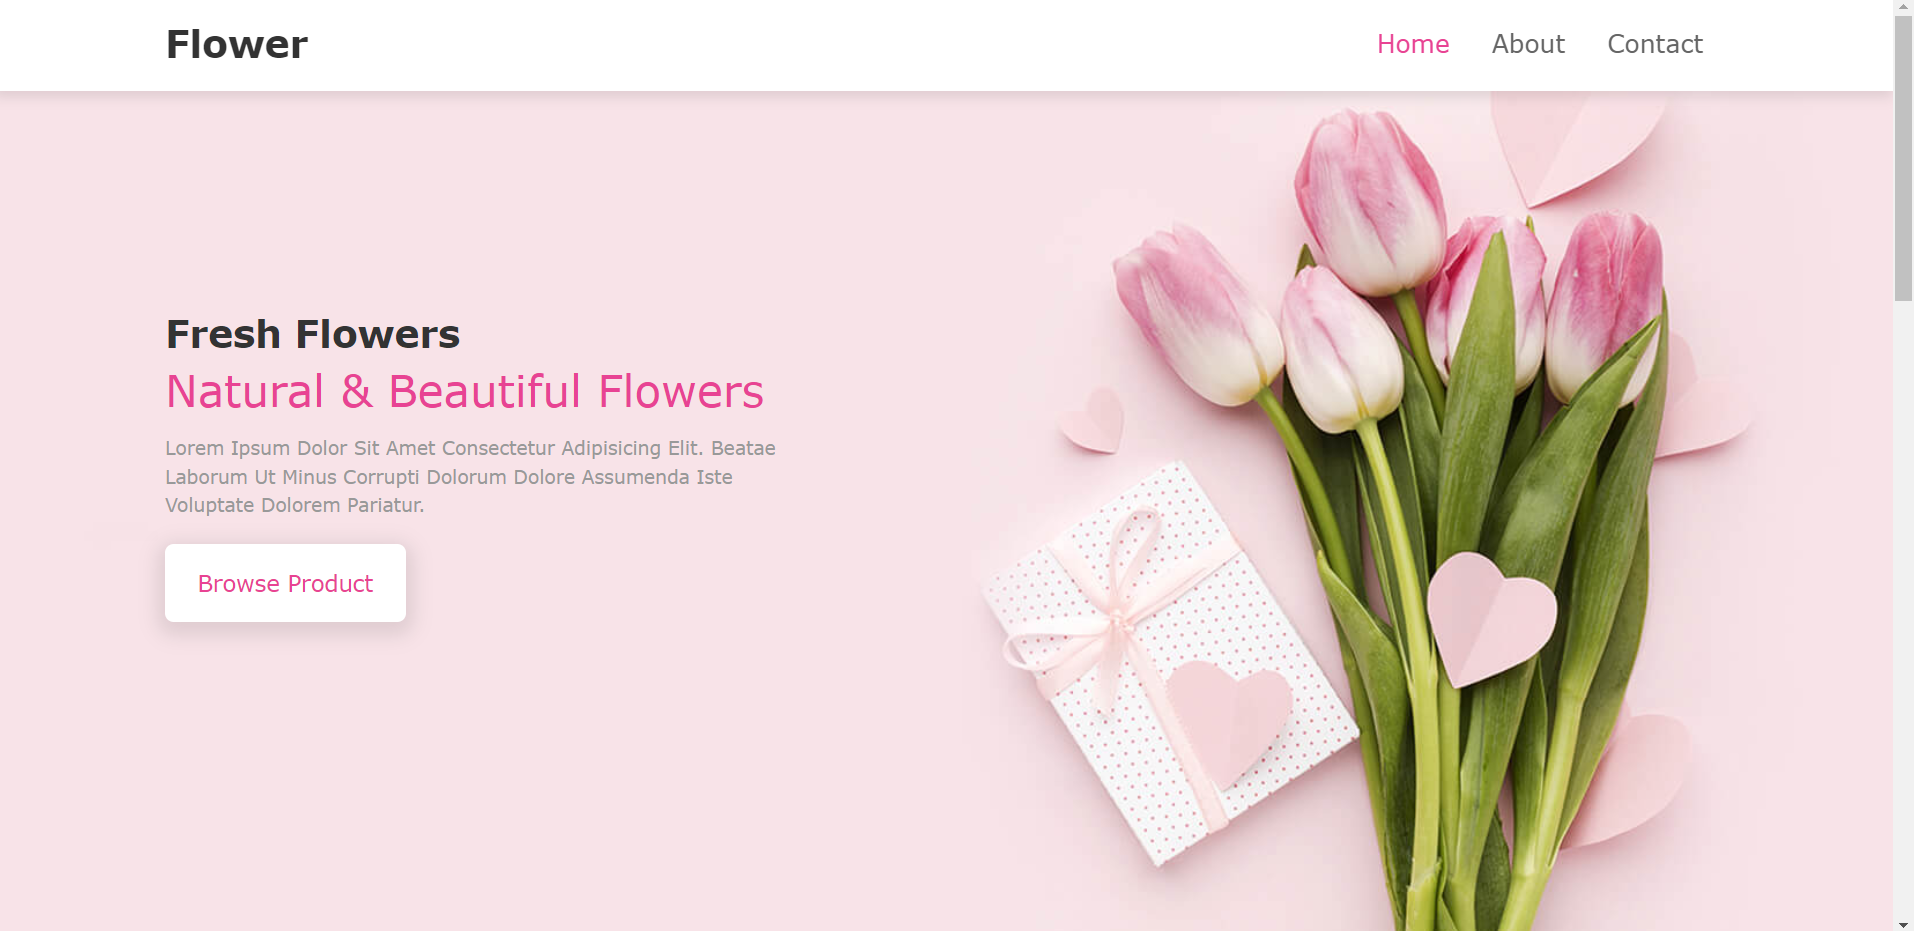 Flower
Home About Contact
Fresh Flowers
Natural & Beautiful Flowers
Lorem Ipsum Dolor Sit Amet Consectetur Adipisicing Elit. Beatae
Laborum Ut Minus Corrupti Dolorum Dolore Assumenda Iste
Voluptate Dolorem Pariatur.
Browse Product